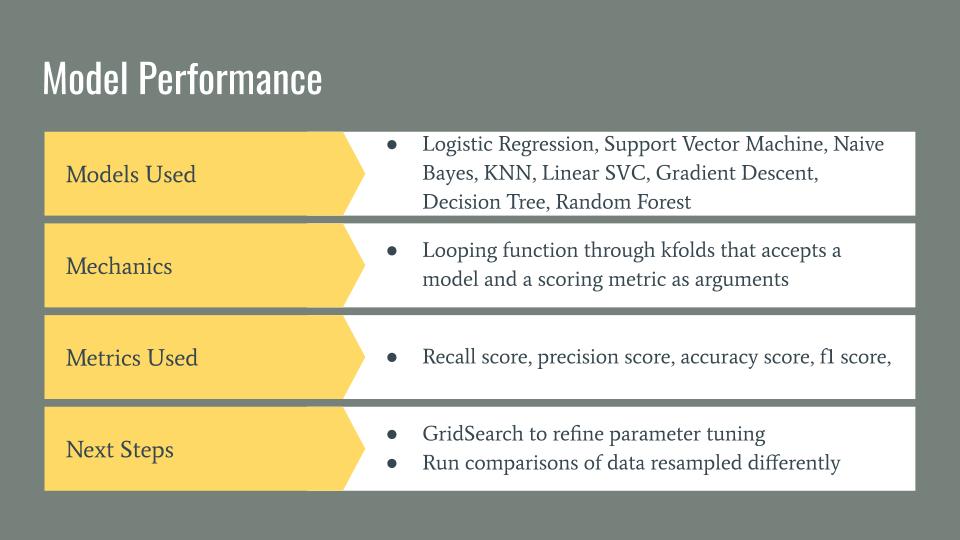 Model Performance
Models Used
● Logistic Regression, Support Vector Machine, Naive
Bayes, KNN, Linear SVC, Gradient Descent,
Decision Tree, Random Forest
Mechanics
● Looping function through kfolds that accepts a
model and a scoring metric as arguments
Metrics Used
● Recall score, precision score, accuracy score, f1 score,
Next Steps
● GridSearch to refine parameter tuning
● Run comparisons of data resampled differently